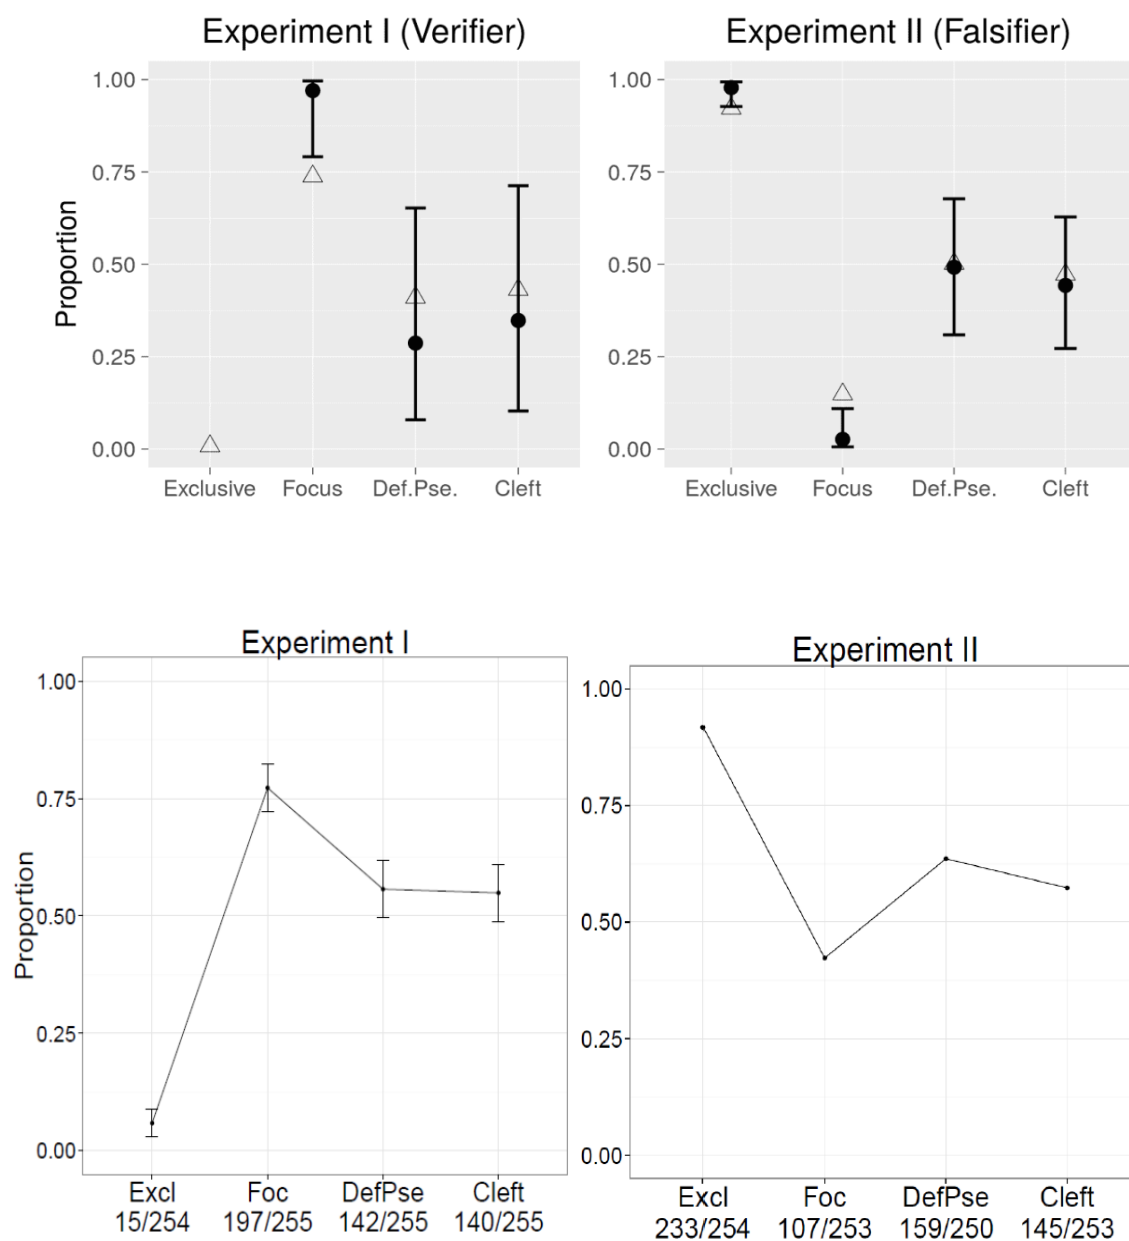 Experiment I (Verifier)
Experiment II (Falsifier)
Proportion
1.00
0.75
0.50
0.25
0.00
Exclusive Focus Def.Pse. Cleft
1.00
0.75
0.50
0.25
0.00
Exclusive Focus Def.Pse. Cleft
Experiment I
Proportion
1.00
0.75
0.50
0.25
0.00
Excl Foc DefPse Cleft
15/254 197/255 142/255 140/255
Experiment II
1.00
0.75
0.50
0.25
0.00
Excl Foc DefPse Cleft
233/254 107/253 159/250 145/253